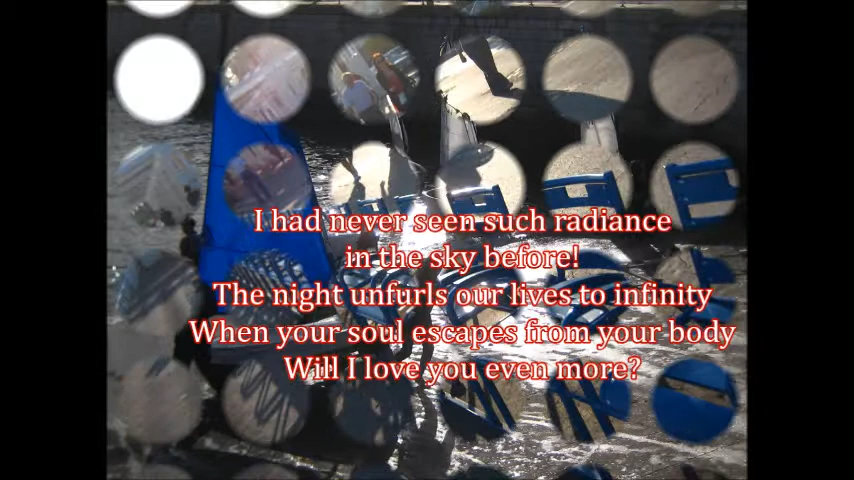 I had never seen such radiance
in the sky before!
The night unfurls our lives to infinity
When your soul escapes from your body
Will I love you even more?